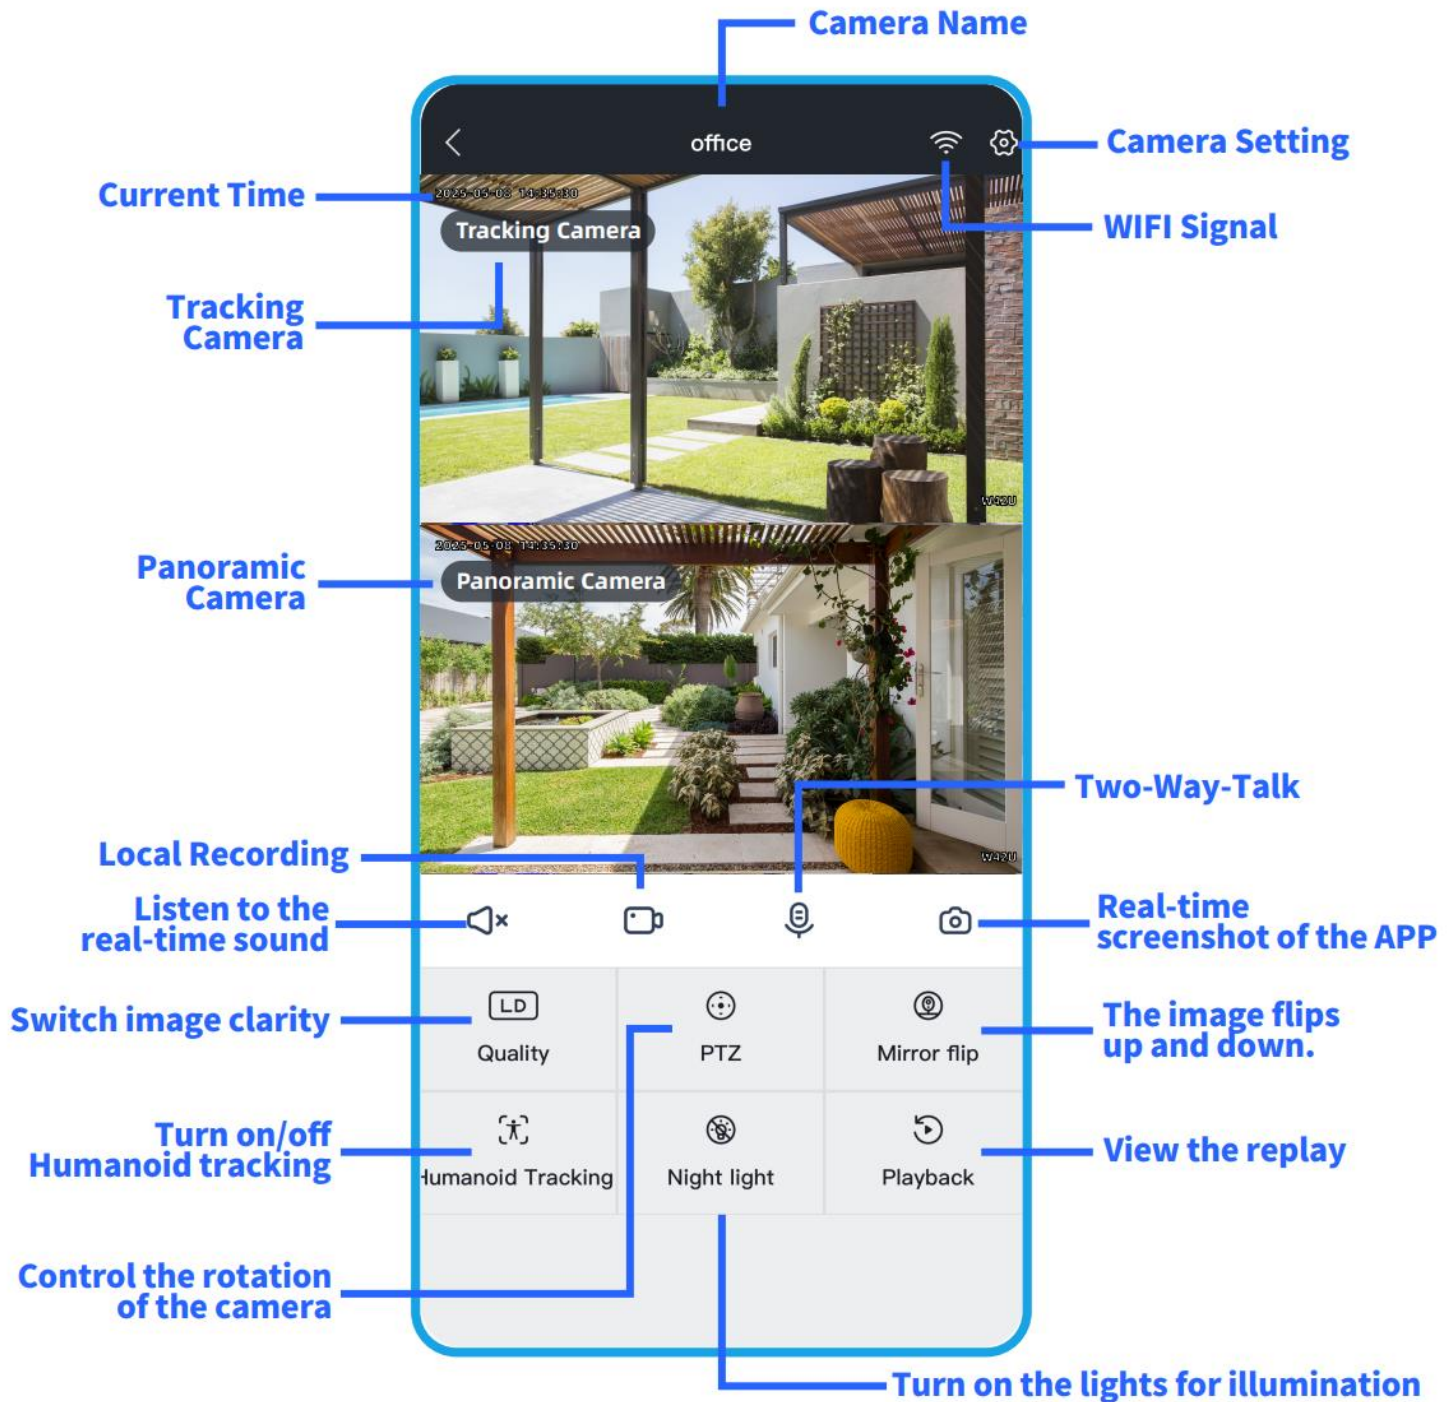 Camera Name
office
Camera Setting
Current Time
2025-05-08 14:35:30
Tracking Camera
WIFI Signal
Tracking
Camera
W42U
2025-05-08 14:35:30
Panoramic
Camera
Panoramic Camera
Two-Way-Talk
Local Recording
W42U
Listen to the
real-time sound
Real-time
screenshot of the APP
LD
Switch image clarity
Quality
PTZ
Mirror flip
The image flips
up and down.
Turn on/off
Humanoid tracking
Humanoid Tracking
Night light
Playback
View the replay
Control the rotation
of the camera
Turn on the lights for illumination